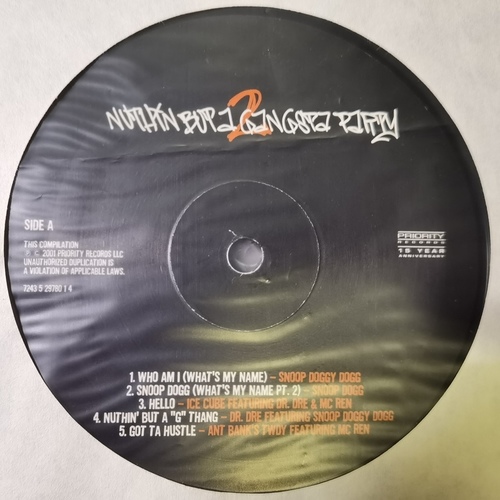 NUTHIN BUT A GANGSTA PARTY
2
SIDE A
THIS COMPILATION
℗ © 2001 PRIORITY RECORDS LLC
UNAUTHORIZED DUPLICATION IS
A VIOLATION OF APPLICABLE LAWS.
7243 5 29780 1 4
PRIORITY
RECORDS
15 YEAR
ANNIVERSARY
1. WHO AM I (WHAT'S MY NAME) – SNOOP DOGGY DOGG
2. SNOOP DOGG (WHAT'S MY NAME PT. 2) – SNOOP DOGG
3. HELLO – ICE CUBE FEATURING DR. DRE & MC REN
4. NUTHIN' BUT A "G" THANG – DR. DRE FEATURING SNOOP DOGGY DOGG
5. GOT TA HUSTLE – ANT BANK'S TWDY FEATURING MC REN